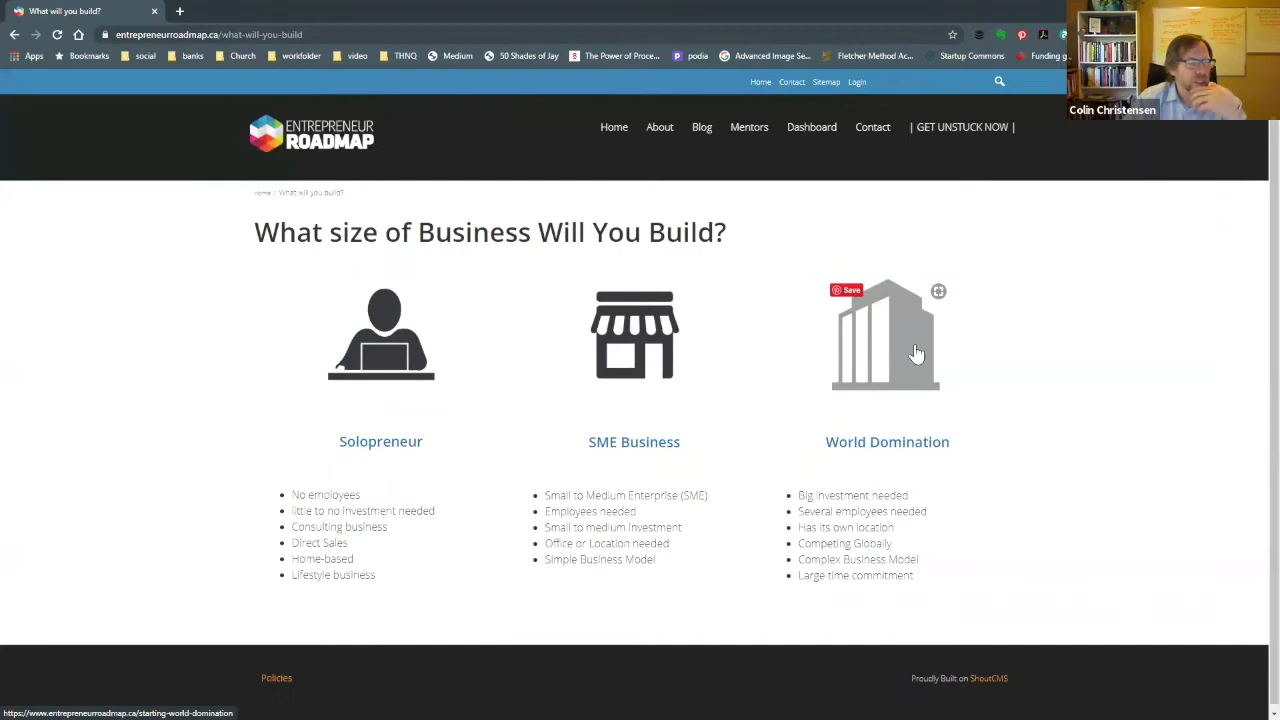 What will you build?
entrepreneurroadmap.ca/what-will-you-build
Apps Bookmarks social banks Church workfolder video THNQ Medium 50 Shades of Jay The Power of Proce... podia Advanced Image Se... Fletcher Method Ac... Startup Commons Funding g
Colin Christensen
Home Contact Sitemap Login
ENTREPRENEUR
ROADMAP
Home About Blog Mentors Dashboard Contact | GET UNSTUCK NOW |
Home / What will you build?
What size of Business Will You Build?
Save
Solopreneur
No employees
little to no investment needed
Consulting business
Direct Sales
Home-based
Lifestyle business
SME Business
Small to Medium Enterprise (SME)
Employees needed
Small to medium investment
Office or Location needed
Simple Business Model
World Domination
Big investment needed
Several employees needed
Has its own location
Competing Globally
Complex Business Model
Large time commitment
Policies
Proudly Built on ShoutCMS
https://www.entrepreneurroadmap.ca/starting-world-domination